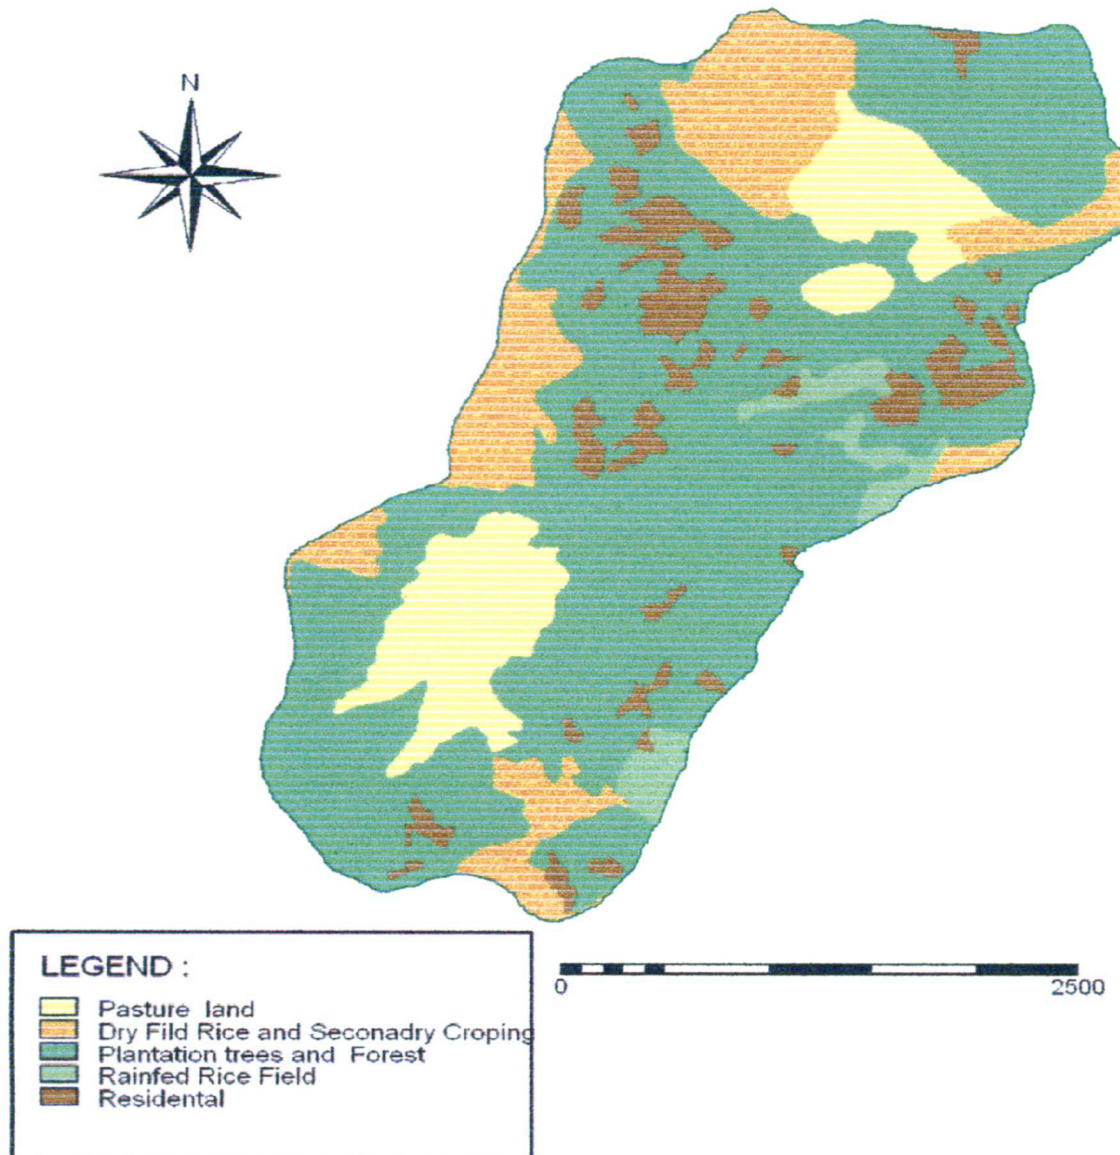 N
LEGEND :
Pasture land
Dry Fild Rice and Seconadry Croping
Plantation trees and Forest
Rainfed Rice Field
Residental
0 2500